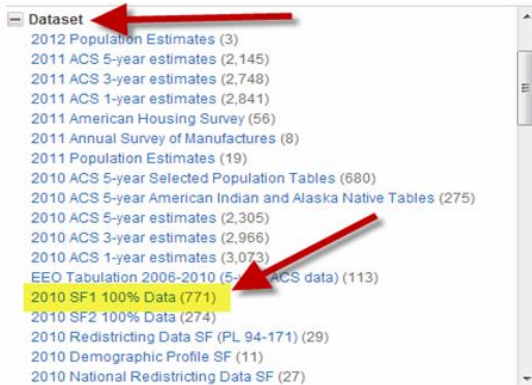 Dataset
2012 Population Estimates (3)
2011 ACS 5-year estimates (2,145)
2011 ACS 3-year estimates (2,748)
2011 ACS 1-year estimates (2,841)
2011 American Housing Survey (56)
2011 Annual Survey of Manufactures (8)
2011 Population Estimates (19)
2010 ACS 5-year Selected Population Tables (680)
2010 ACS 5-year American Indian and Alaska Native Tables (275)
2010 ACS 5-year estimates (2,305)
2010 ACS 3-year estimates (2,966)
2010 ACS 1-year estimates (3,073)
EEO Tabulation 2006-2010 (5-year ACS data) (113)
2010 SF1 100% Data (771)
2010 SF2 100% Data (274)
2010 Redistricting Data SF (PL 94-171) (29)
2010 Demographic Profile SF (11)
2010 National Redistricting Data SF (27)